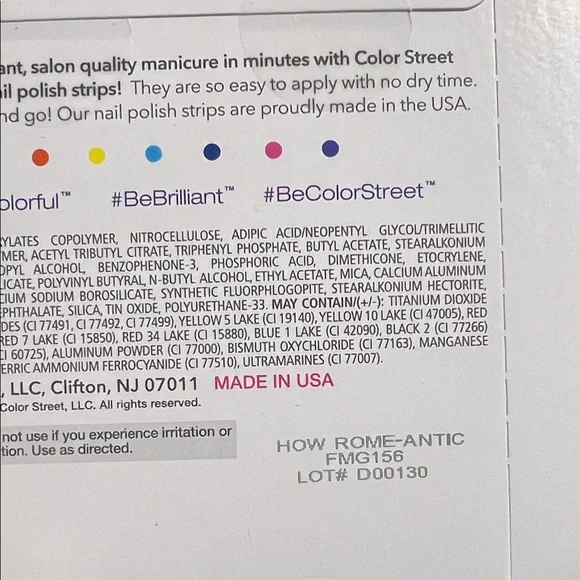 ant, salon quality manicure in minutes with Color Street
ail polish strips! They are so easy to apply with no dry time.
nd go! Our nail polish strips are proudly made in the USA.
olorful™ #BeBrilliant™ #BeColorStreet™
YLATES COPOLYMER, NITROCELLULOSE, ADIPIC ACID/NEOPENTYL GLYCOL/TRIMELLITIC
MER, ACETYL TRIBUTYL CITRATE, TRIPHENYL PHOSPHATE, BUTYL ACETATE, STEARALKONIUM
OPYL ALCOHOL, BENZOPHENONE-3, PHOSPHORIC ACID, DIMETHICONE, ETOCRYLENE,
LICATE, POLYVINYL BUTYRAL, N-BUTYL ALCOHOL, ETHYL ACETATE, MICA, CALCIUM ALUMINUM
IUM SODIUM BOROSILICATE, SYNTHETIC FLUORPHLOGOPITE, STEARALKONIUM HECTORITE,
EPHTHALATE, SILICA, TIN OXIDE, POLYURETHANE-33. MAY CONTAIN/(+/-): TITANIUM DIOXIDE
DES (CI 77491, CI 77492, CI 77499), YELLOW 5 LAKE (CI 19140), YELLOW 10 LAKE (CI 47005), RED
RED 7 LAKE (CI 15850), RED 34 LAKE (CI 15880), BLUE 1 LAKE (CI 42090), BLACK 2 (CI 77266)
CI 60725), ALUMINUM POWDER (CI 77000), BISMUTH OXYCHLORIDE (CI 77163), MANGANESE
ERRIC AMMONIUM FERROCYANIDE (CI 77510), ULTRAMARINES (CI 77007).
, LLC, Clifton, NJ 07011 MADE IN USA
Color Street, LLC. All rights reserved.
not use if you experience irritation or
tion. Use as directed.
HOW ROME-ANTIC
FMG156
LOT# D00130